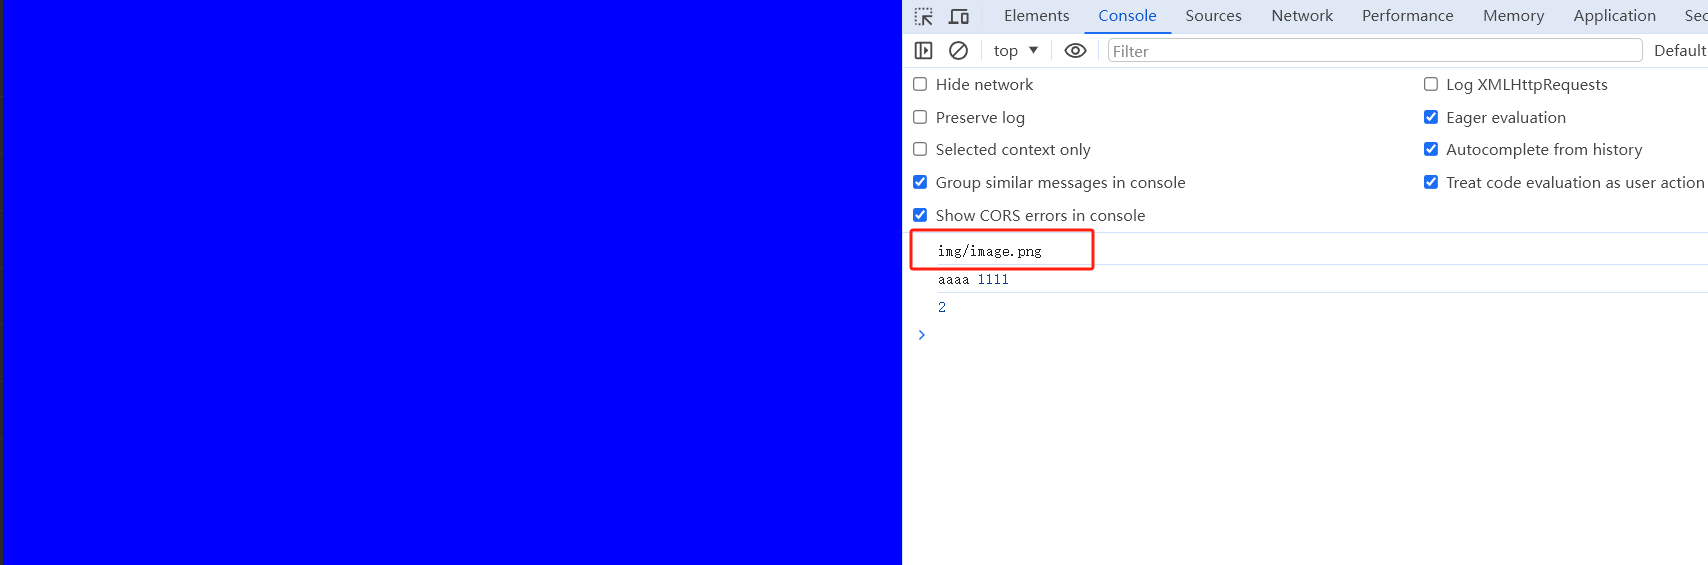 Elements Console Sources Network Performance Memory Application Sec
top Filter Default
Hide network Log XMLHttpRequests
Preserve log Eager evaluation
Selected context only Autocomplete from history
Group similar messages in console Treat code evaluation as user action
Show CORS errors in console
img/image.png
aaaa 1111
2